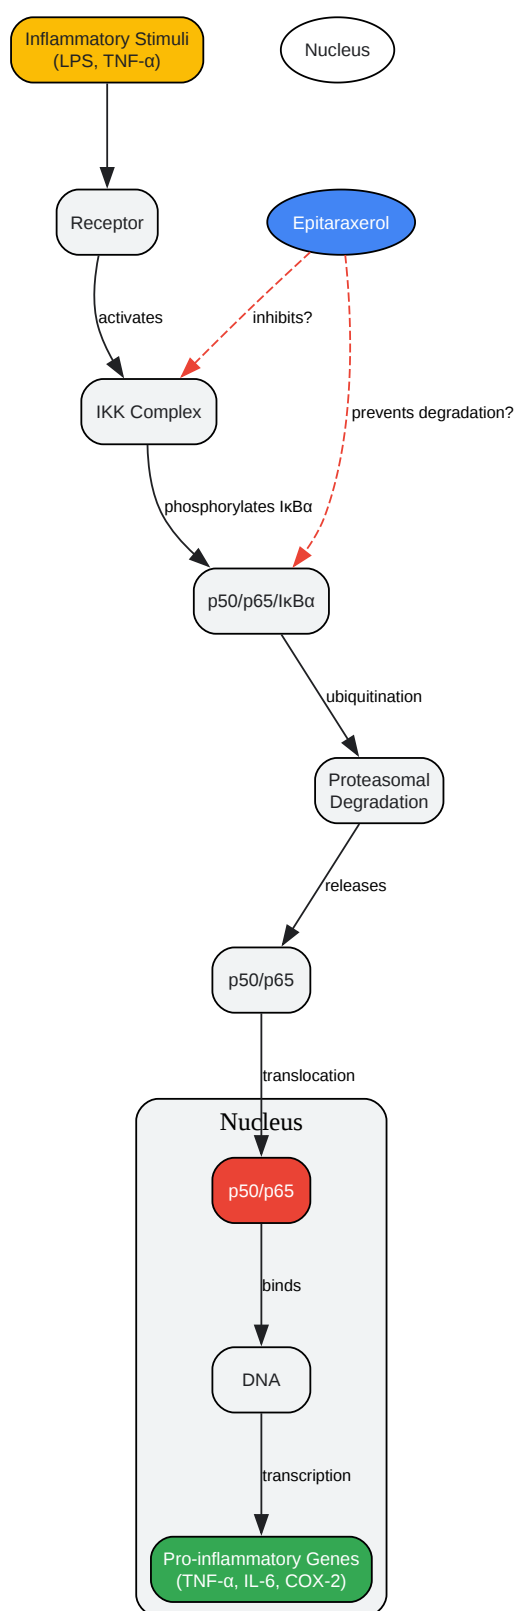 Inflammatory Stimuli
(LPS, TNF-α)
Nucleus
Receptor
Epitaraxerol
activates
inhibits?
IKK Complex
prevents degradation?
phosphorylates IκBα
p50/p65/IκBα
ubiquitination
Proteasomal
Degradation
releases
p50/p65
translocation
Nucleus
p50/p65
binds
DNA
transcription
Pro-inflammatory Genes
(TNF-α, IL-6, COX-2)